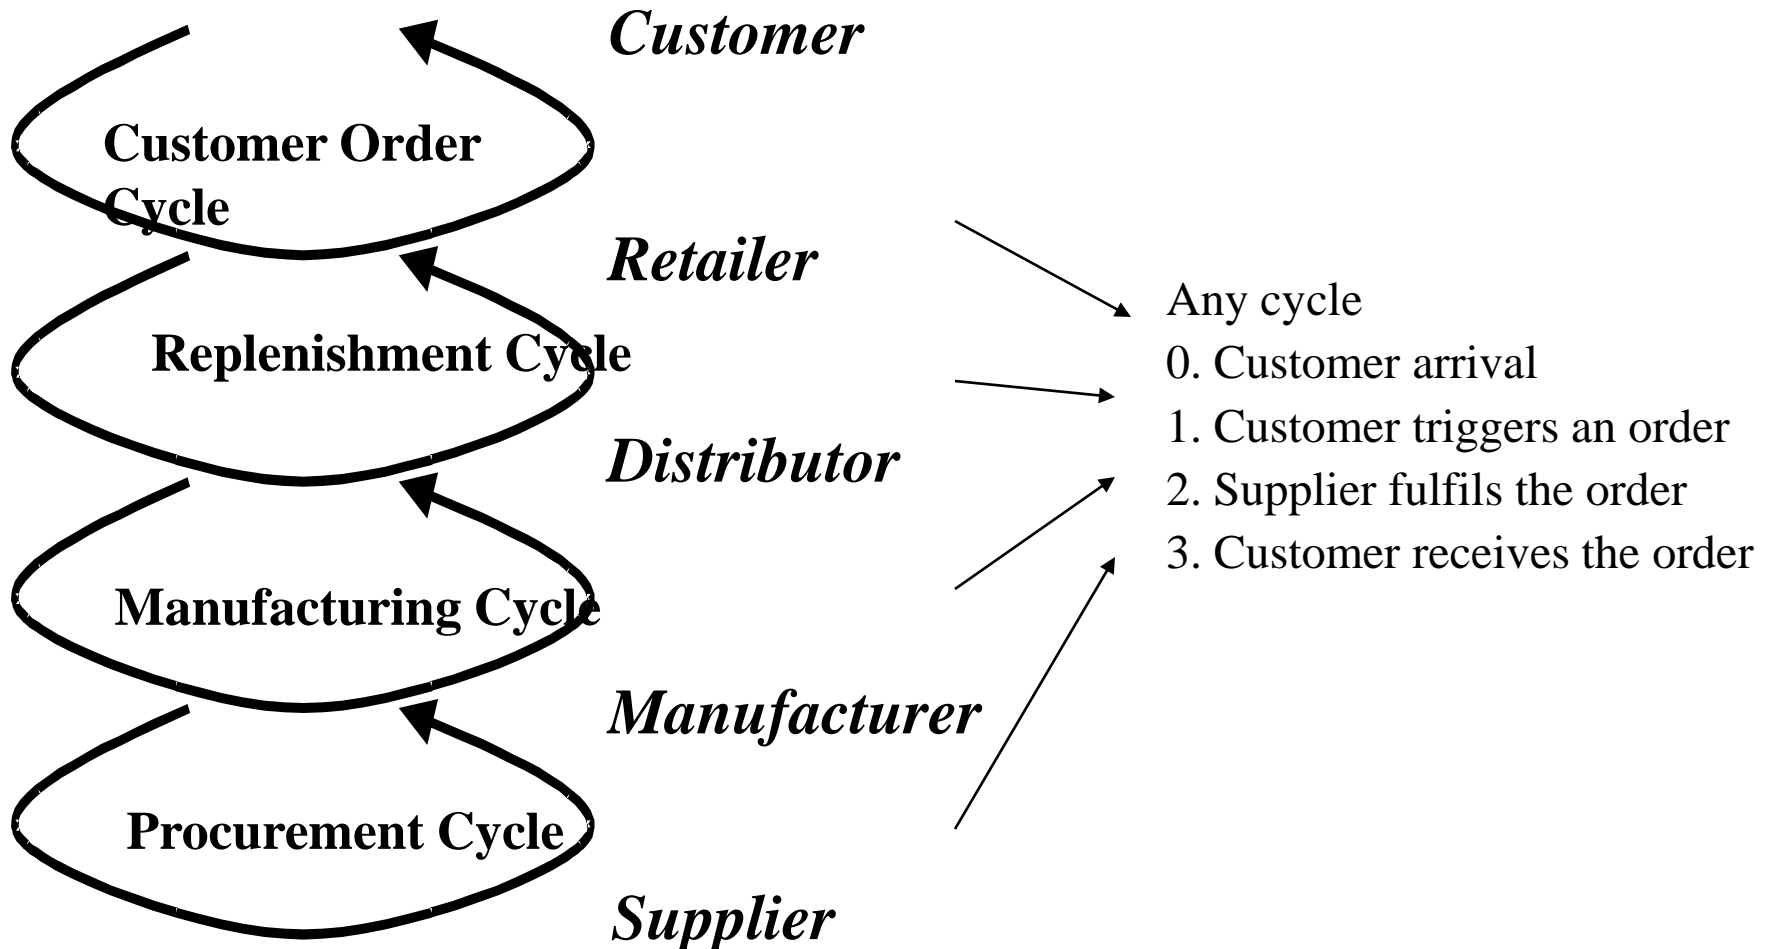 Customer
Customer Order
Cycle
Retailer
Replenishment Cycle
Distributor
Manufacturing Cycle
Manufacturer
Procurement Cycle
Supplier
Any cycle
0. Customer arrival
1. Customer triggers an order
2. Supplier fulfils the order
3. Customer receives the order